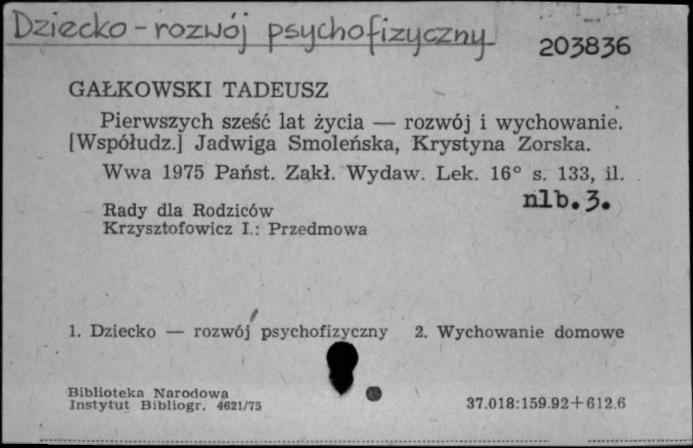 Dziecko - rozwój psychofizyczny
203836
GAŁKOWSKI TADEUSZ
Pierwszych sześć lat życia — rozwój i wychowanie.
[Współudz.] Jadwiga Smoleńska, Krystyna Zorska.
Wwa 1975 Państ. Zakł. Wydaw. Lek. 16° s. 133, il.
nlb. 3.
Rady dla Rodziców
Krzysztofowicz I.: Przedmowa
1. Dziecko — rozwój psychofizyczny 2. Wychowanie domowe
Biblioteka Narodowa
Instytut Bibliogr. 4621/75
37.018:159.92+612.6